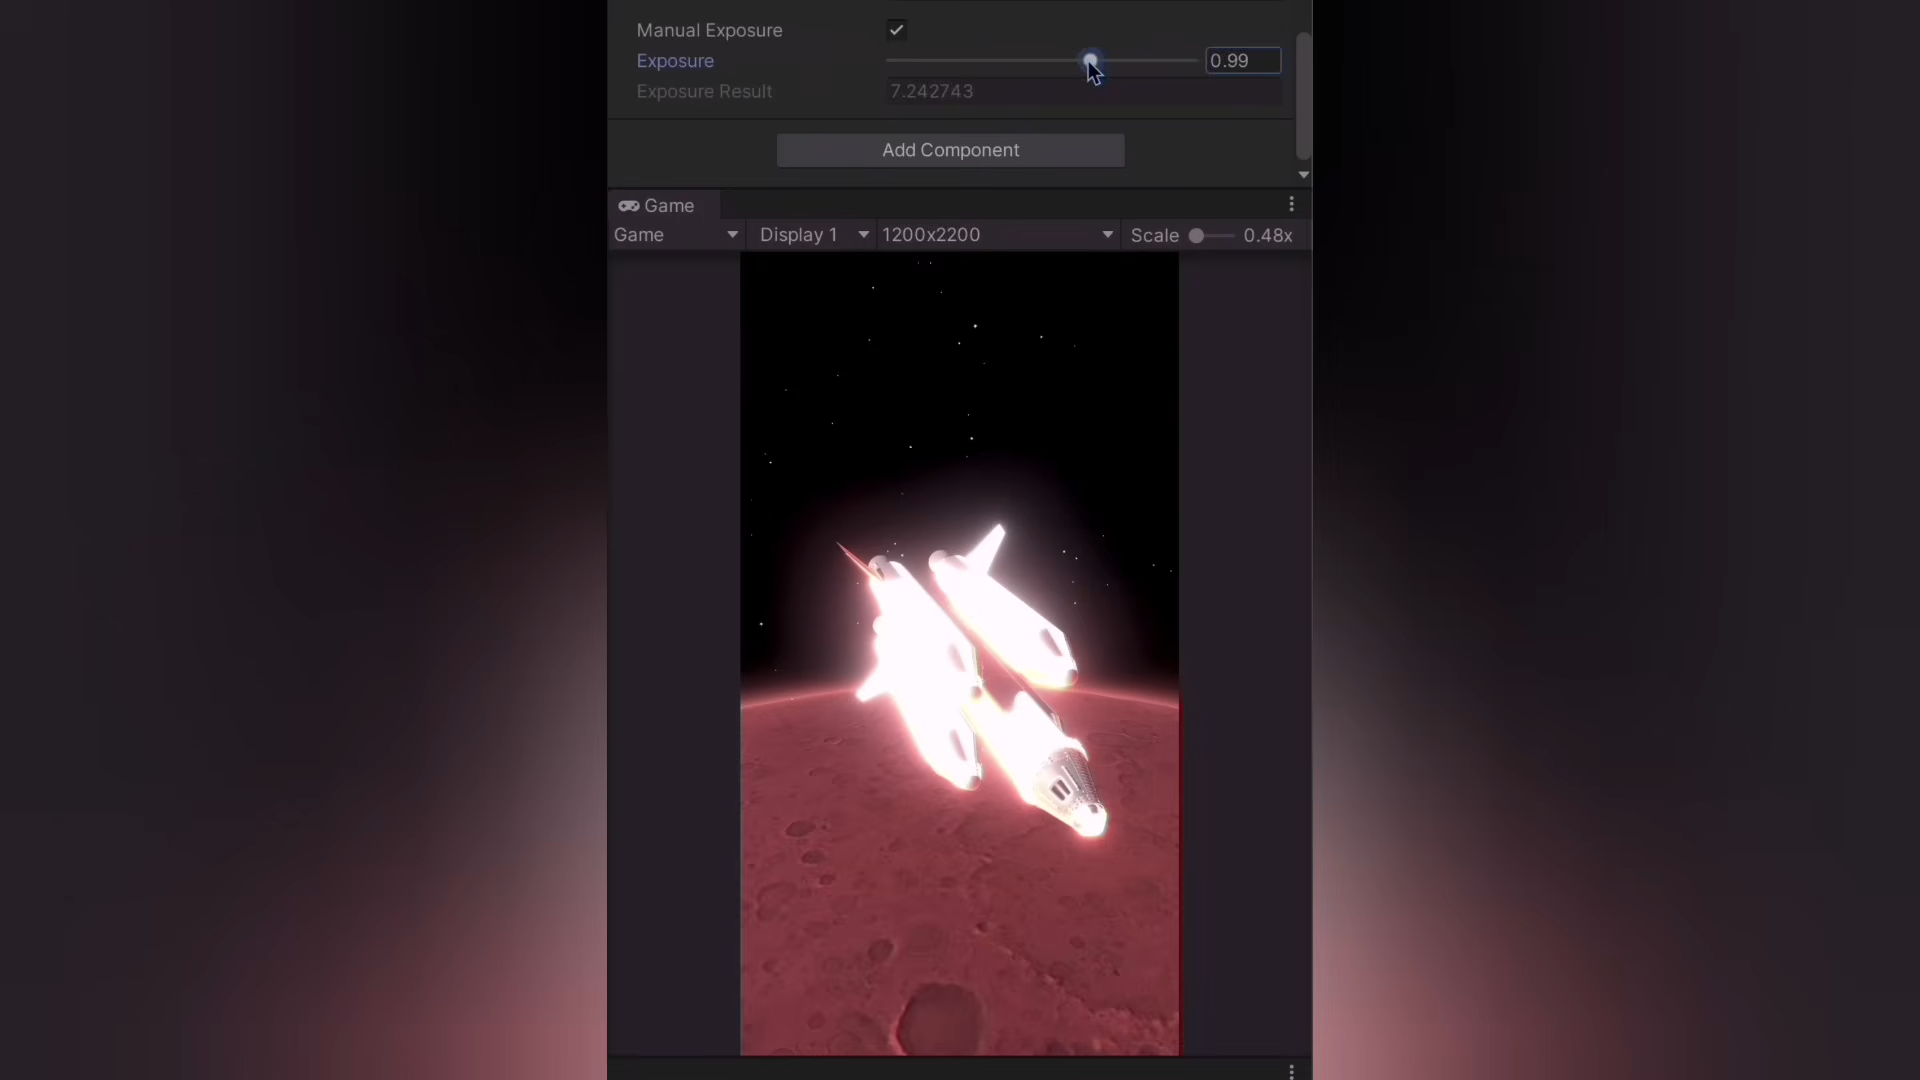 Manual Exposure
Exposure 0.99
Exposure Result 7.242743
Add Component
Game
Game Display 1 1200x2200 Scale 0.48x